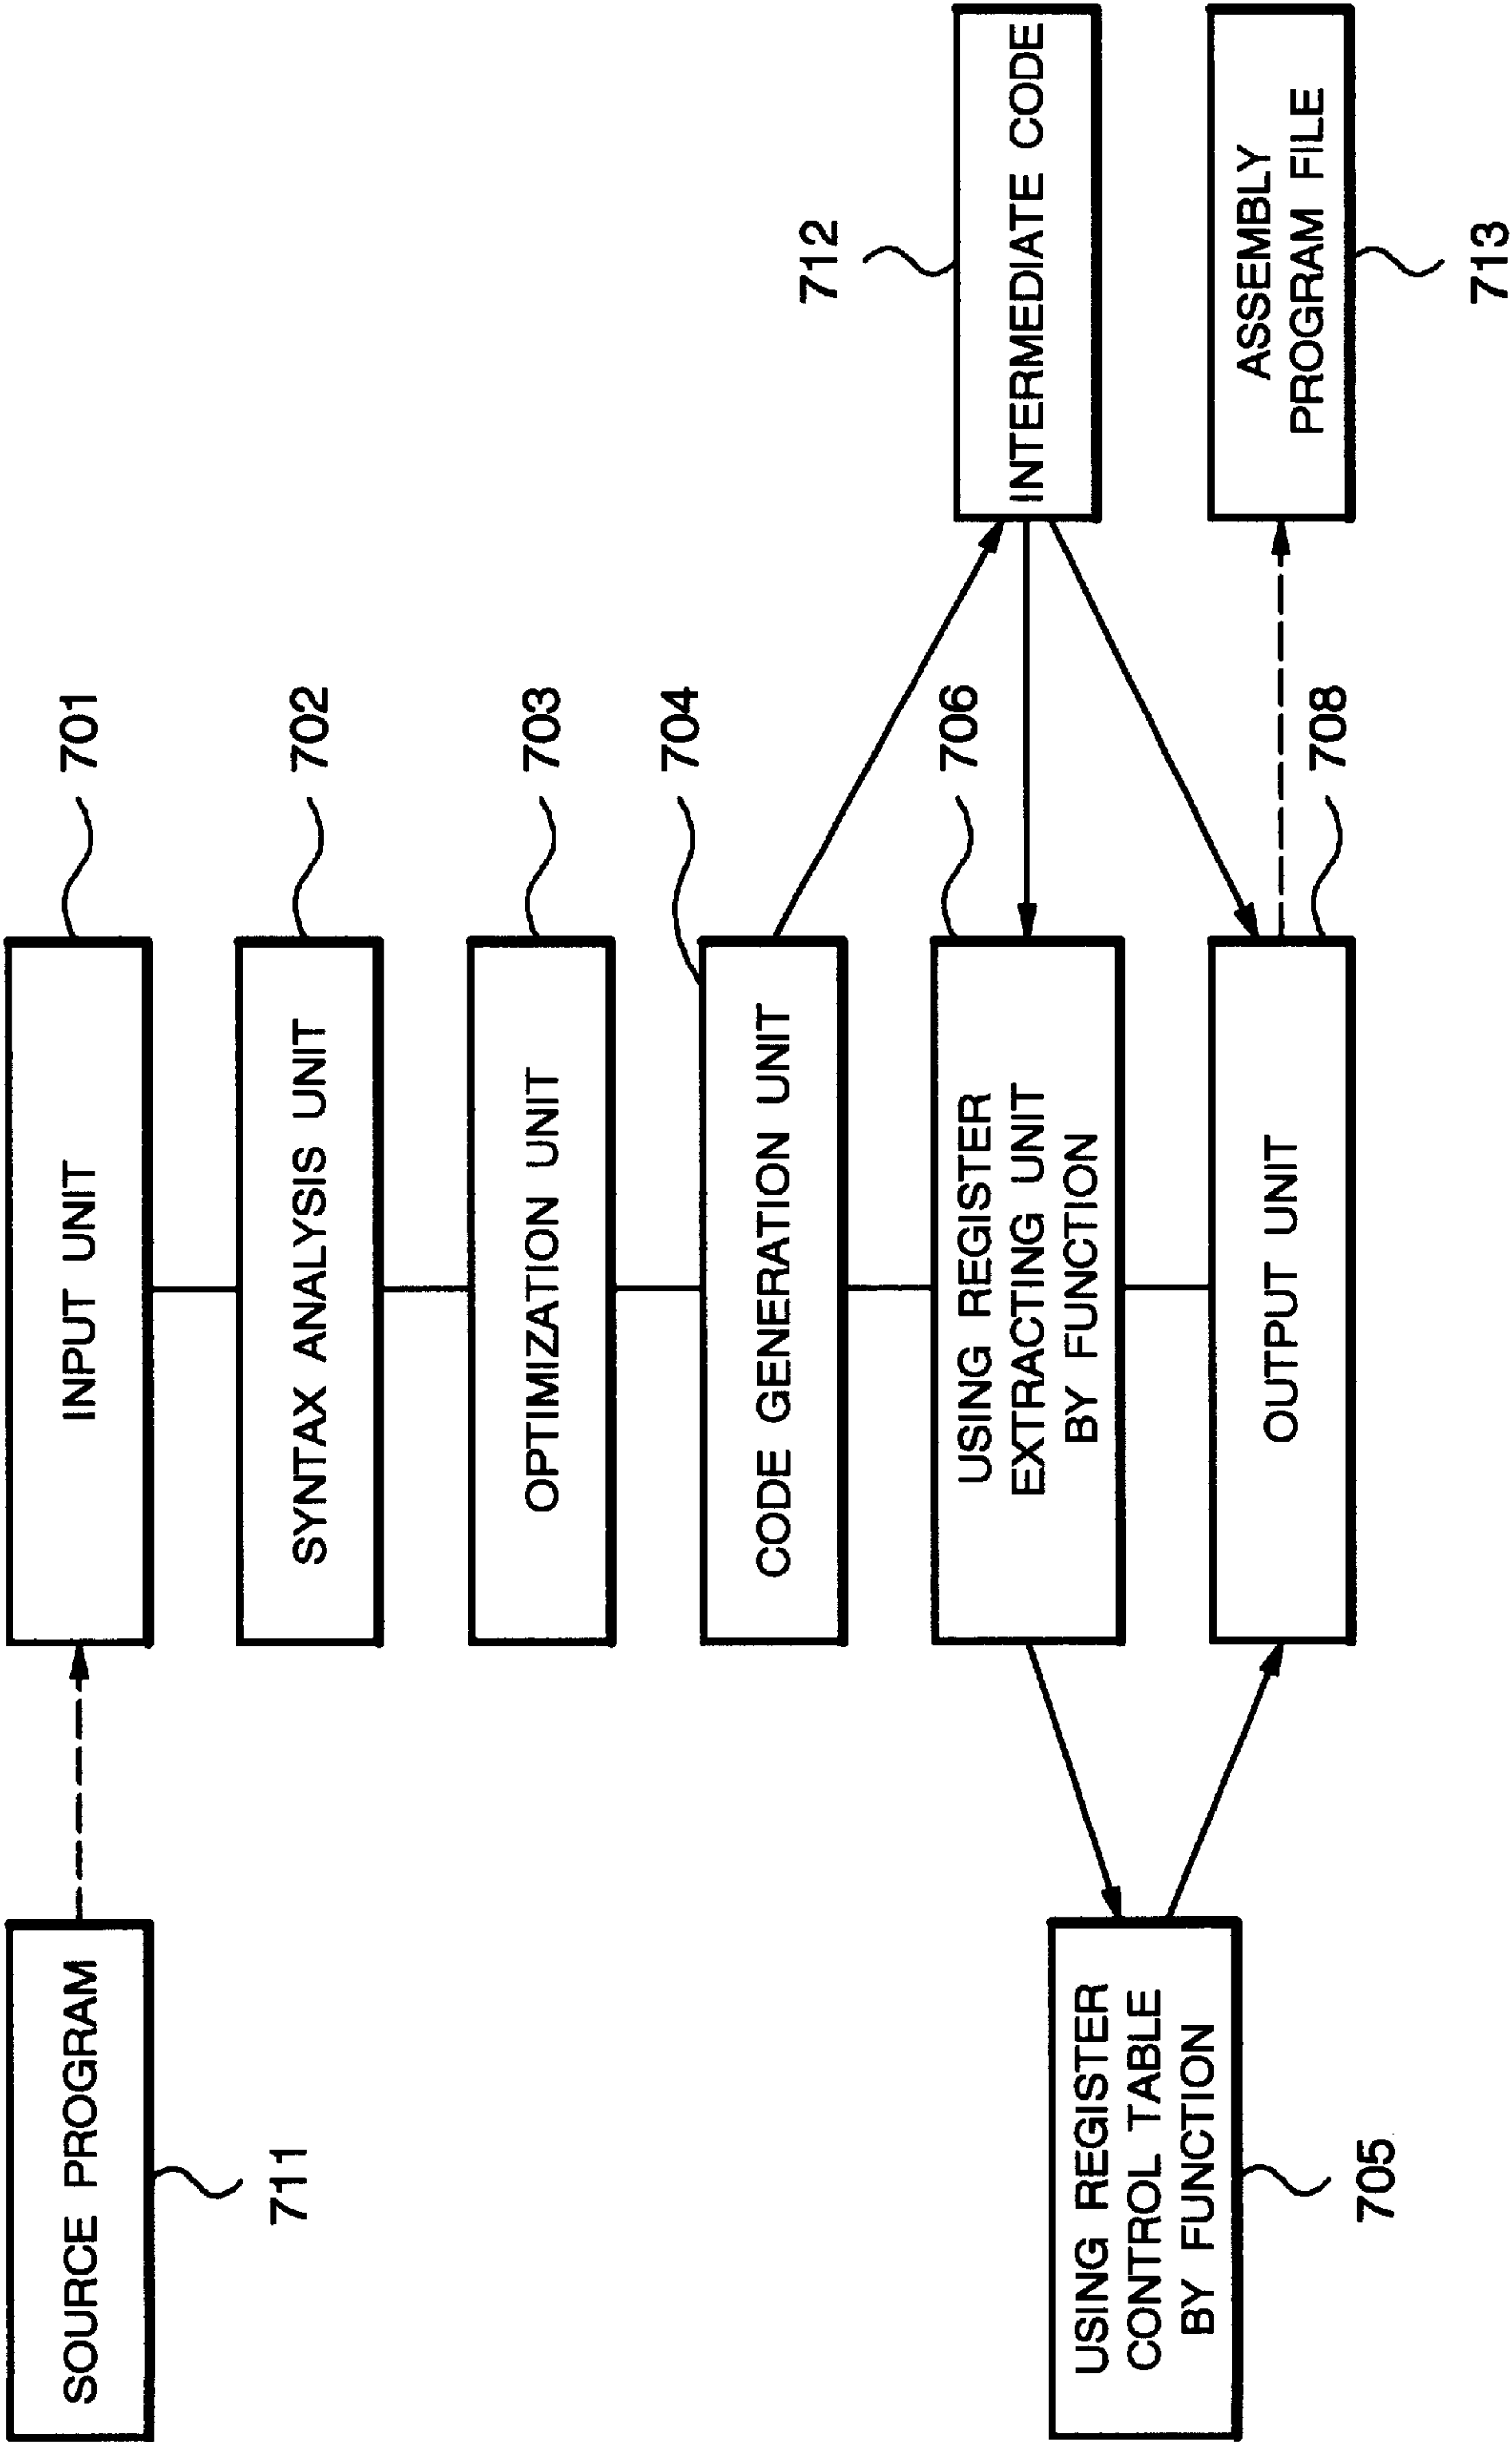 SOURCE PROGRAM
711
INPUT UNIT
701
SYNTAX ANALYSIS UNIT
702
OPTIMIZATION UNIT
703
CODE GENERATION UNIT
704
USING REGISTER
EXTRACTING UNIT
BY FUNCTION
706
OUTPUT UNIT
708
USING REGISTER
CONTROL TABLE
BY FUNCTION
705
INTERMEDIATE CODE
712
ASSEMBLY
PROGRAM FILE
713